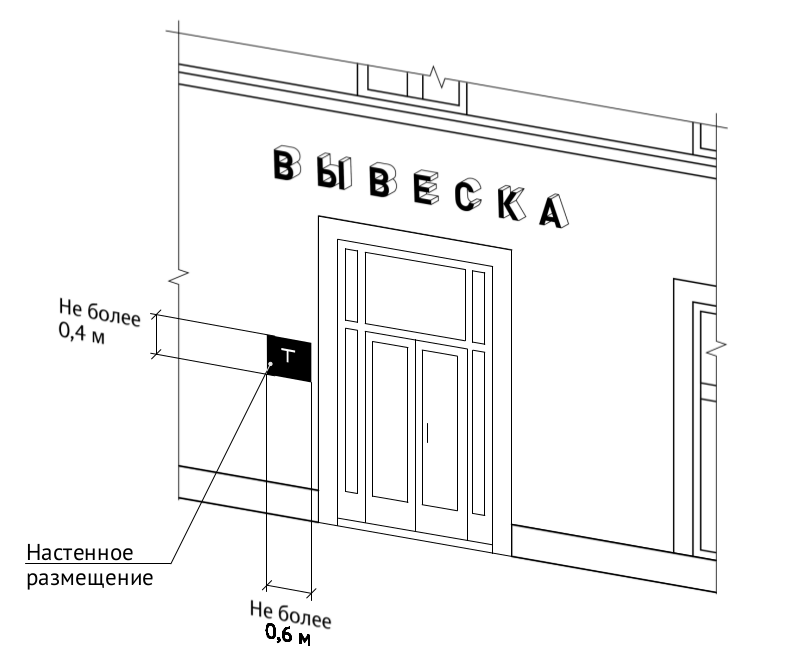 ВЫВЕСКА
Не более
0,4 м
Т
Настенное
размещение
Не более
0,6 м